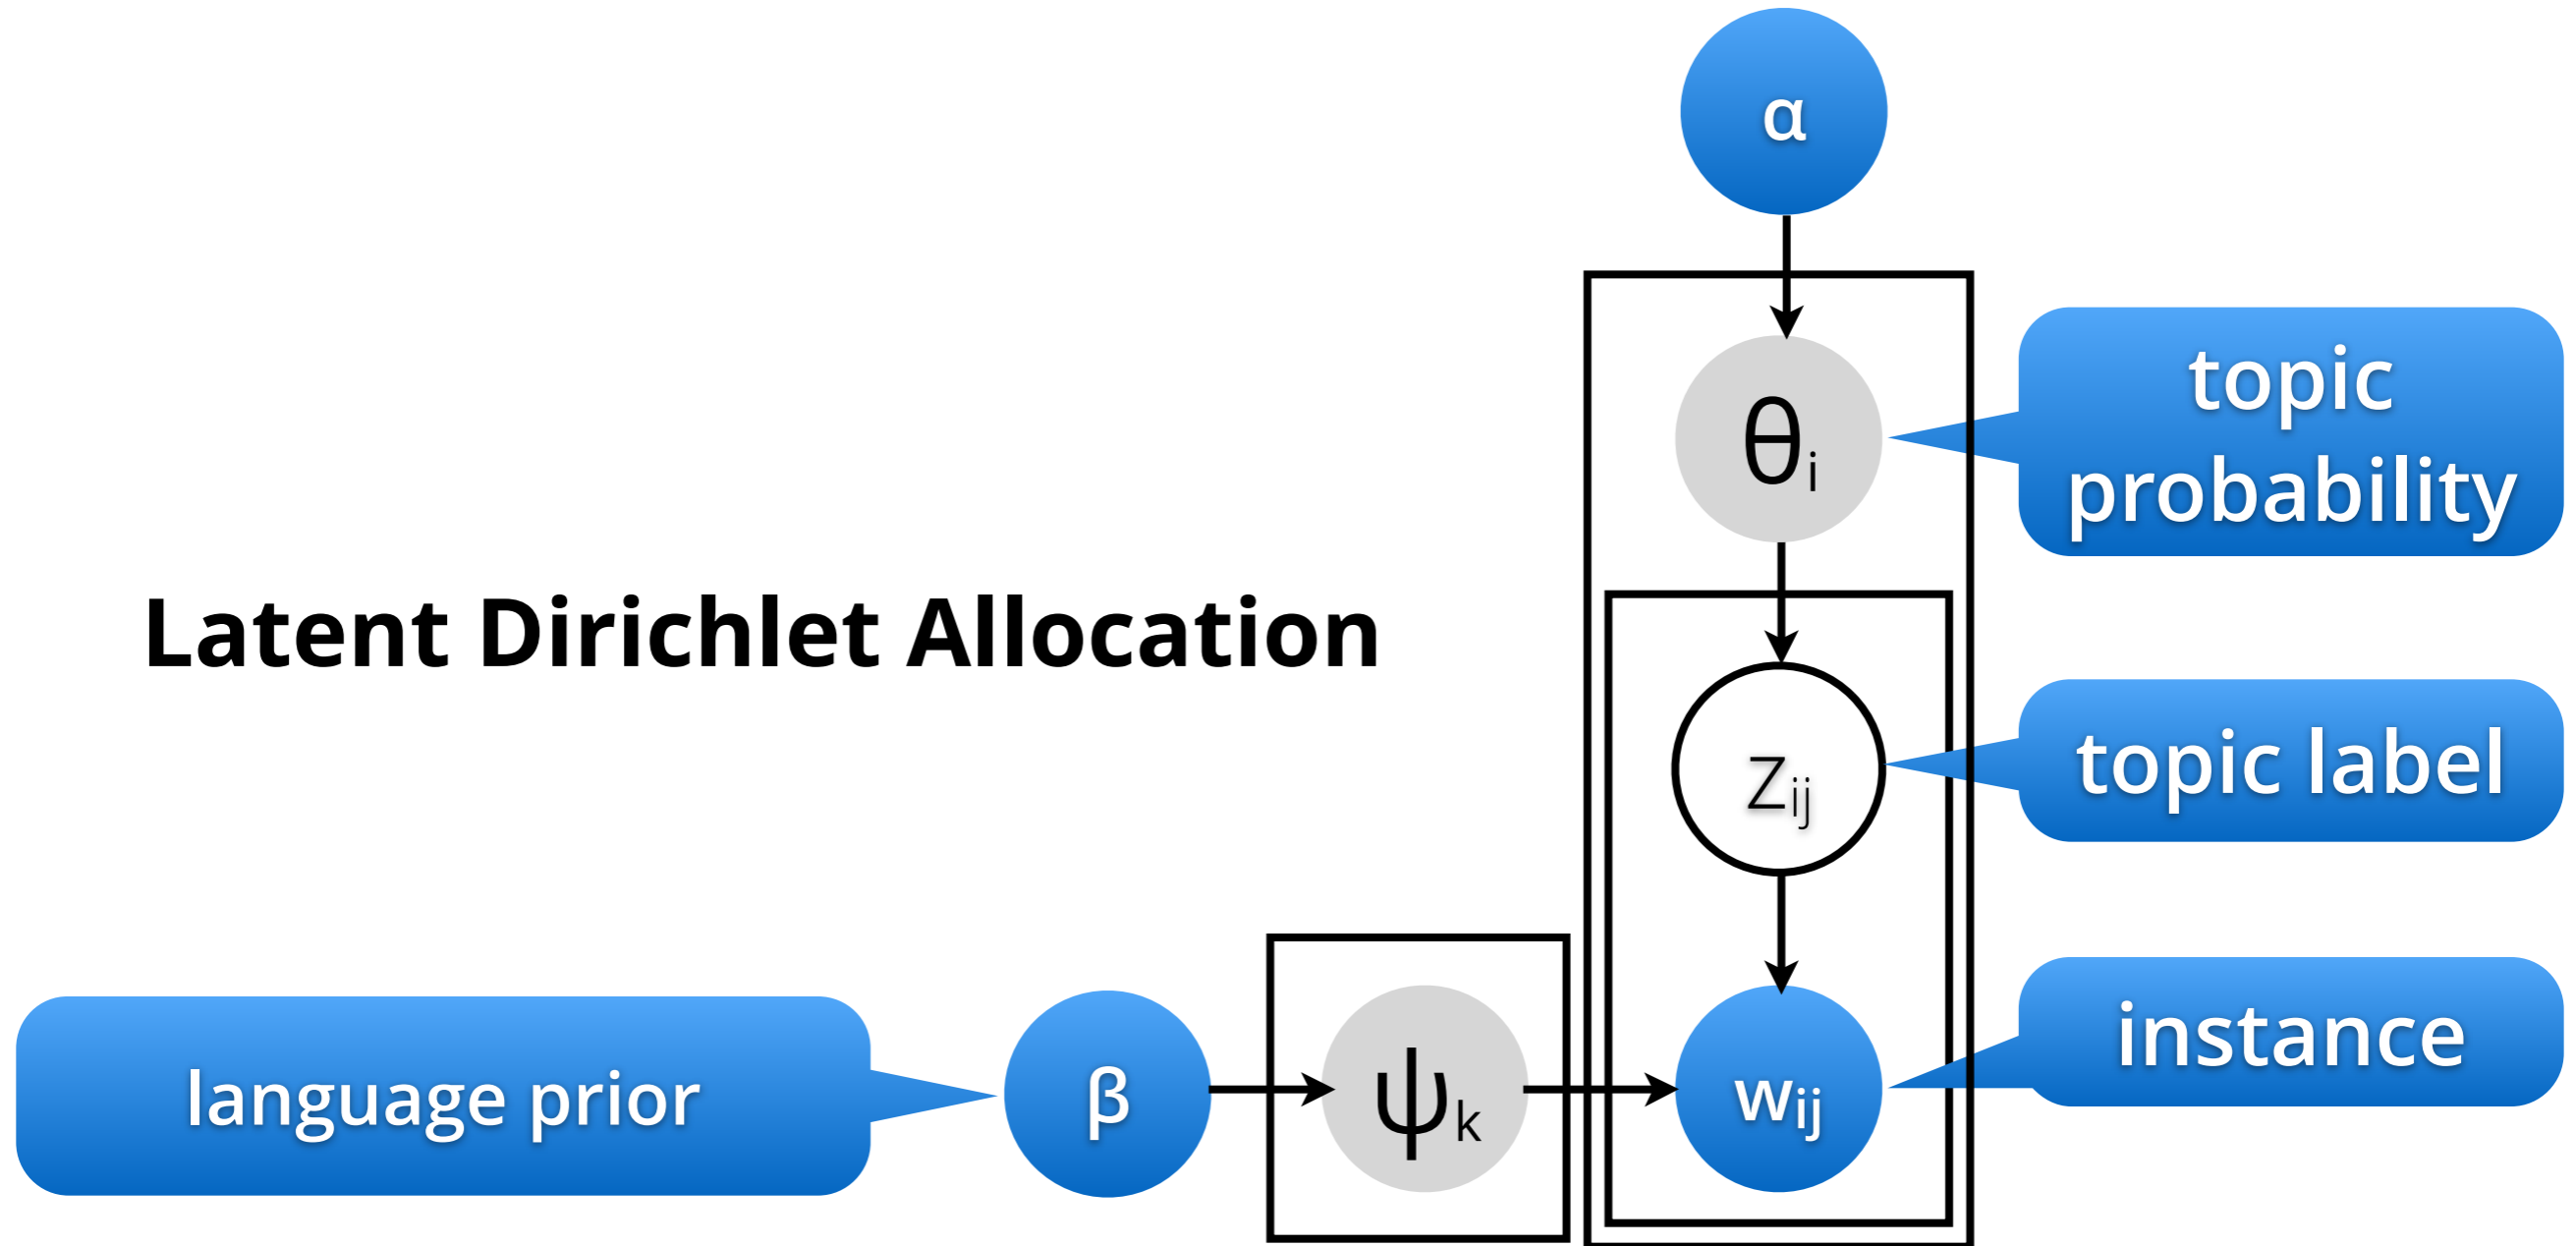 α
θi
topic
probability
Latent Dirichlet Allocation
zij
topic label
language prior
β
ψk
wij
instance